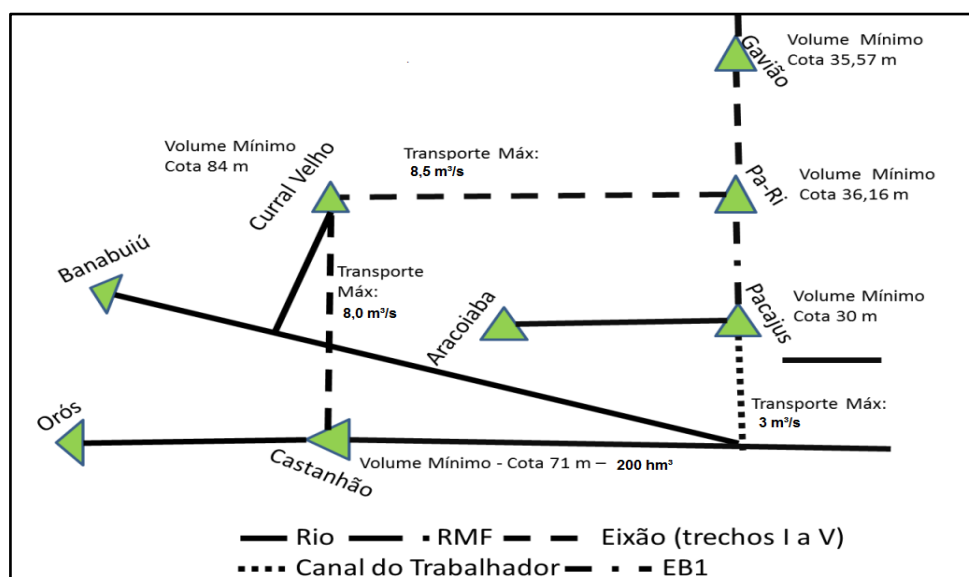 Gavião
Volume Mínimo
Cota 35,57 m
Volume Mínimo
Cota 84 m
Curral Velho
Transporte Máx:
8,5 m³/s
Pa-Ri
Volume Mínimo
Cota 36,16 m
Banabuiú
Transporte
Máx:
8,0 m³/s
Aracoiaba
Pacajus
Volume Mínimo
Cota 30 m
Orós
Castanhão
Transporte Máx:
3 m³/s
Volume Mínimo - Cota 71 m – 200 hm³
Rio
RMF
Eixão (trechos I a V)
Canal do Trabalhador
EB1